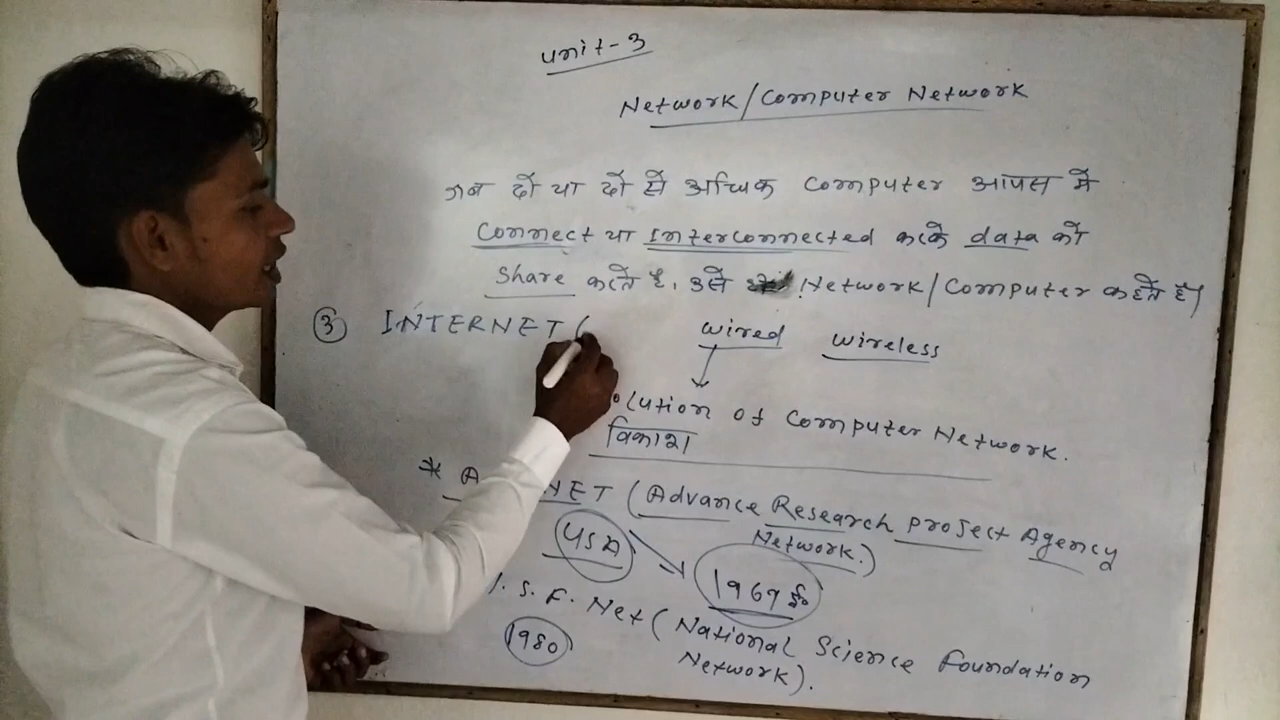 Unit-3
Network/Computer Network
जब दो या दो से अधिक Computer आपस में
Connect या Interconnected करके data को
Share करते है, उसे Network/Computer कहते हैं।
③ INTERNET (
wired wireless
olution of Computer Network.
विकाश
* A NET (Advance Research Project Agency
Network.)
USA
1969 ई०
. S. F. Net (National Science Foundation
Network).
1980